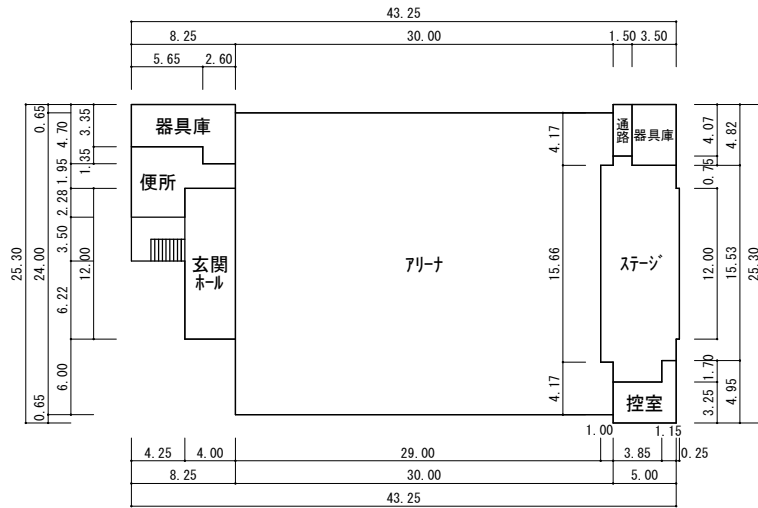 43.25
8.25 30.00 1.50 3.50
5.65 2.60
25.30
0.65 24.00 0.65
4.70 1.95 2.28 3.50 6.22 6.00
3.35 1.35 12.00
器具庫
便所
玄関
ホール
アリーナ
4.17
15.66
4.17
通路
器具庫
ステージ
控室
4.07 0.75 12.00 1.70 3.25
4.82 15.53 4.95
25.30
1.00 1.15
4.25 4.00 29.00 3.85 0.25
8.25 30.00 5.00
43.25